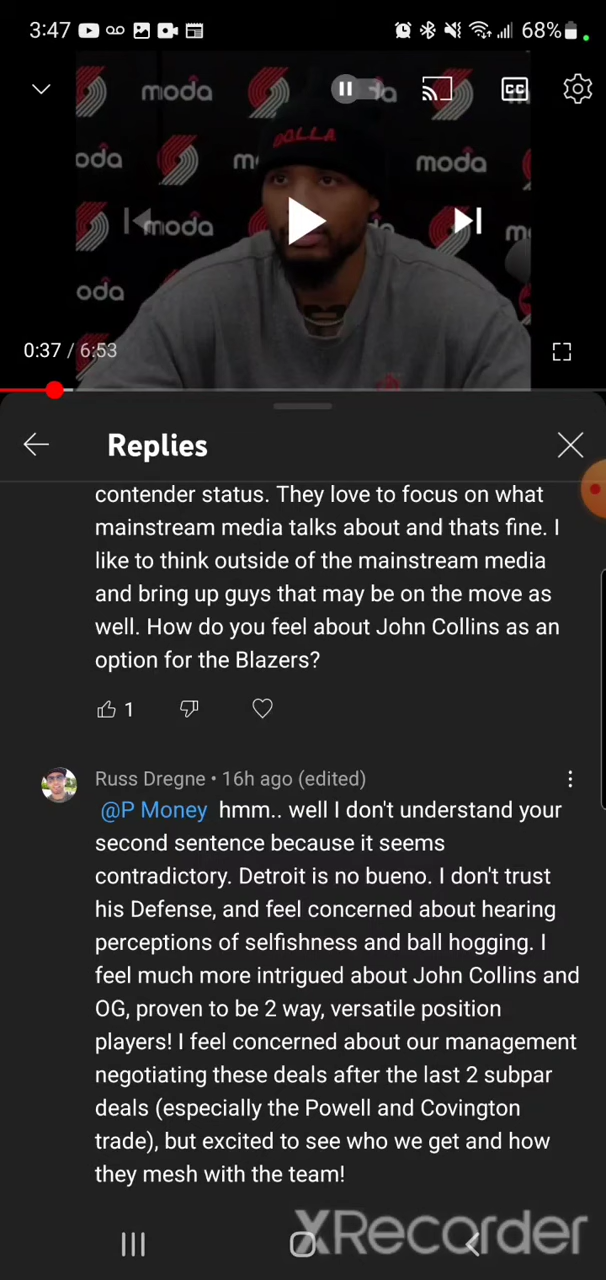 3:47
68%
moda
oda
m
moda
moda
m
oda
DOLLA
CC
0:37 / 6:53
Replies
contender status. They love to focus on what
mainstream media talks about and thats fine. I
like to think outside of the mainstream media
and bring up guys that may be on the move as
well. How do you feel about John Collins as an
option for the Blazers?
1
Russ Dregne • 16h ago (edited)
@P Money hmm.. well I don't understand your
second sentence because it seems
contradictory. Detroit is no bueno. I don't trust
his Defense, and feel concerned about hearing
perceptions of selfishness and ball hogging. I
feel much more intrigued about John Collins and
OG, proven to be 2 way, versatile position
players! I feel concerned about our management
negotiating these deals after the last 2 subpar
deals (especially the Powell and Covington
trade), but excited to see who we get and how
they mesh with the team!
XRecorder